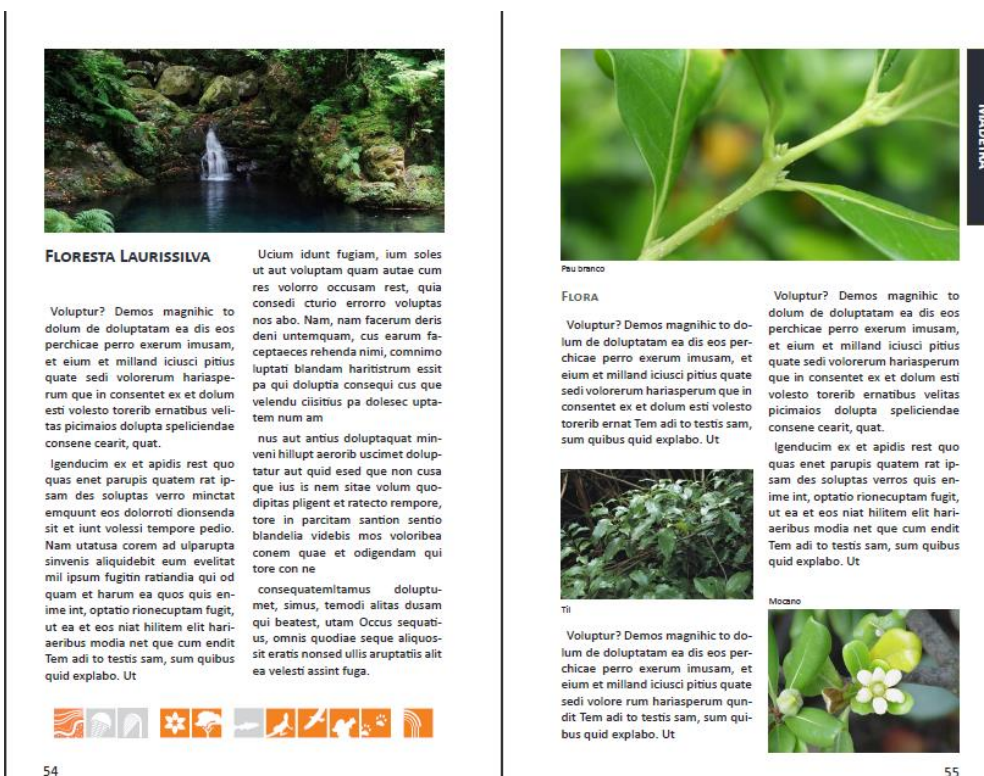 FLORESTA LAURISSILVA
Voluptur? Demos magnihic to
dolum de doluptatam ea dis eos
perchicae perro exerum imusam,
et eium et milland iciusci pitius
quate sedi volorerum hariaspe-
rum que in consentet ex et dolum
esti volesto torerib ernatibus veli-
tas picimaios dolupta speliciendae
consene cearit, quat.
Igenducim ex et apidis rest quo
quas enet parupis quatem rat ip-
sam des soluptas verro minctat
emquunt eos dolorroti dionsenda
sit et iunt volessi tempore pedio.
Nam utatusa corem ad ulparupta
sinvenis aliquidebit eum evelitat
mil ipsum fugitin ratiandia qui od
quam et harum ea quos quis en-
ime int, optatio rionecuptam fugit,
ut ea et eos niat hilitem elit hari-
aeribus modia net que cum endit
Tem adi to testis sam, sum quibus
quid explabo. Ut
Ucium idunt fugiam, ium soles
ut aut voluptam quam autae cum
res volorro occusam rest, quia
consedi cturio errorro voluptas
nos abo. Nam, nam facerum deris
deni untemquam, cus earum fa-
ceptaeces rehenda nimi, comnimo
luptati blandam haritistrum essit
pa qui doluptia consequi cus que
velendu ciisitius pa dolesec upta-
tem num am
nus aut antius doluptaquat min-
veni hillupt aerorib uscimet dolup-
tatur aut quid esed que non cusa
que ius is nem sitae volum quo-
dipitas pligent et ratecto rempore,
tore in parcitam santion sentio
blandelia videbis mos voloribea
conem quae et odigendam qui
tore con ne
consequatemItamus doluptu-
met, simus, temodi alitas dusam
qui beatest, utam Occus sequati-
us, omnis quodiae seque aliquos-
sit eratis nonsed ullis aruptatiis alit
ea velesti assint fuga.
54
MADEIRA
Pau branco
FLORA
Voluptur? Demos magnihic to do-
lum de doluptatam ea dis eos per-
chicae perro exerum imusam, et
eium et milland iciusci pitius quate
sedi volorerum hariasperum que in
consentet ex et dolum esti volesto
torerib ernat Tem adi to testis sam,
sum quibus quid explabo. Ut
Til
Voluptur? Demos magnihic to do-
lum de doluptatam ea dis eos per-
chicae perro exerum imusam, et
eium et milland iciusci pitius quate
sedi volore rum hariasperum qun-
dit Tem adi to testis sam, sum qui-
bus quid explabo. Ut
Voluptur? Demos magnihic to
dolum de doluptatam ea dis eos
perchicae perro exerum imusam,
et eium et milland iciusci pitius
quate sedi volorerum hariasperum
que in consentet ex et dolum esti
volesto torerib ernatibus velitas
picimaios dolupta speliciendae
consene cearit, quat.
Igenducim ex et apidis rest quo
quas enet parupis quatem rat ip-
sam des soluptas verros quis en-
ime int, optatio rionecuptam fugit,
ut ea et eos niat hilitem elit hari-
aeribus modia net que cum endit
Tem adi to testis sam, sum quibus
quid explabo. Ut
Mocano
55